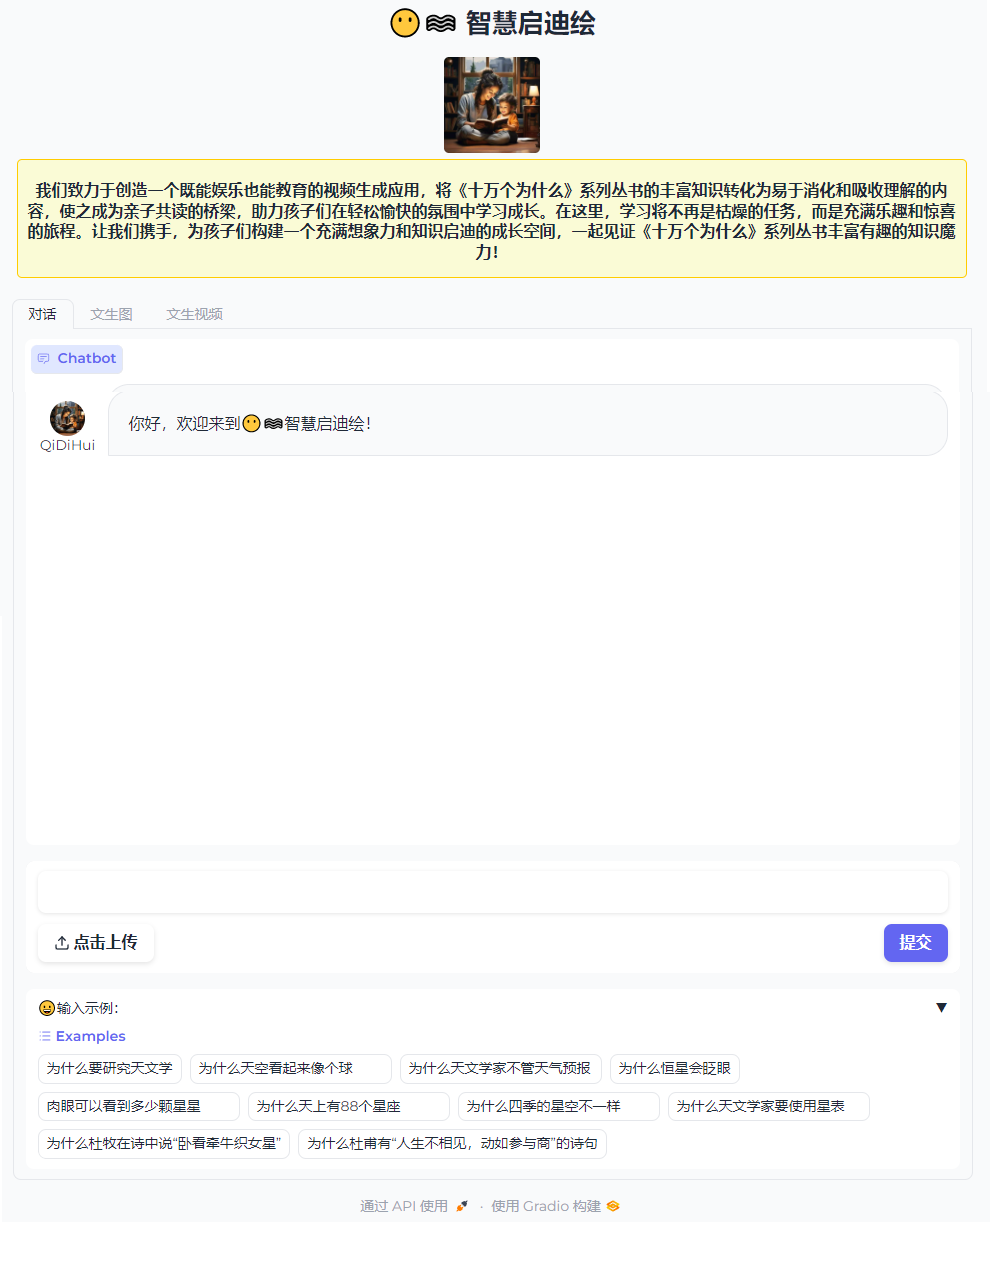 智慧启迪绘
我们致力于创造一个既能娱乐也能教育的视频生成应用，将《十万个为什么》系列丛书的丰富知识转化为易于消化和吸收理解的内
容，使之成为亲子共读的桥梁，助力孩子们在轻松愉快的氛围中学习成长。在这里，学习将不再是枯燥的任务，而是充满乐趣和惊喜
的旅程。让我们携手，为孩子们构建一个充满想象力和知识启迪的成长空间，一起见证《十万个为什么》系列丛书丰富有趣的知识魔
力！
对话 文生图 文生视频
Chatbot
你好，欢迎来到😶🌫智慧启迪绘！
QiDiHui
点击上传 提交
😀输入示例： ▼
Examples
为什么要研究天文学 为什么天空看起来像个球 为什么天文学家不管天气预报 为什么恒星会眨眼
肉眼可以看到多少颗星星 为什么天上有88个星座 为什么四季的星空不一样 为什么天文学家要使用星表
为什么杜牧在诗中说“卧看牵牛织女星” 为什么杜甫有“人生不相见，动如参与商”的诗句
通过 API 使用 🚀 · 使用 Gradio 构建